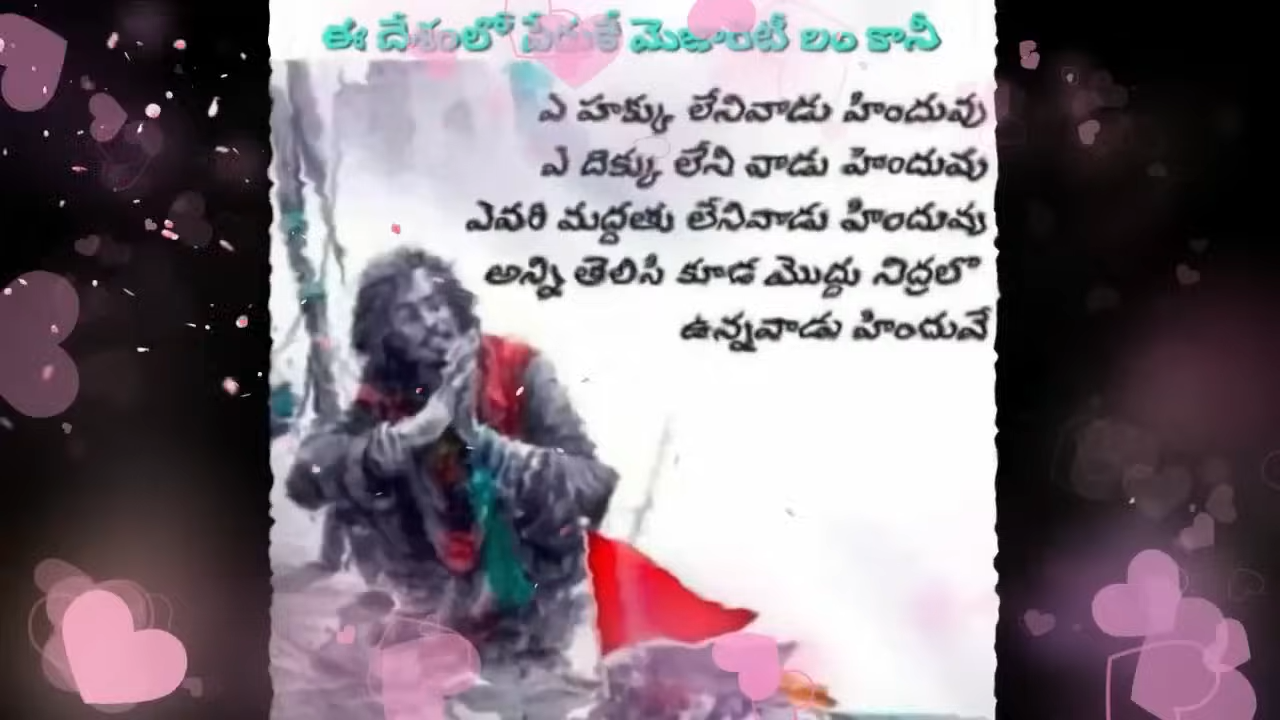 ఈ దేశంలో పేరుకే మెజారిటీ లం కానీ
ఎ హక్కు లేనివాడు హిందువు
ఎ దిక్కు లేని వాడు హిందువు
ఎవరి మద్దతు లేనివాడు హిందువు
అన్ని తెలిసి కూడ మొద్దు నిద్రలొ
ఉన్నవాడు హిందువే